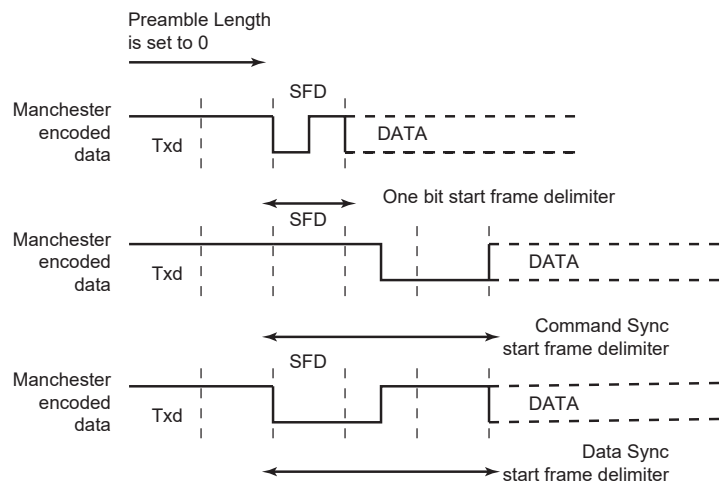 Preamble Length
is set to 0
SFD
Manchester
encoded
data
Txd
DATA
One bit start frame delimiter
SFD
Manchester
encoded
data
Txd
DATA
Command Sync
start frame delimiter
SFD
Manchester
encoded
data
Txd
DATA
Data Sync
start frame delimiter